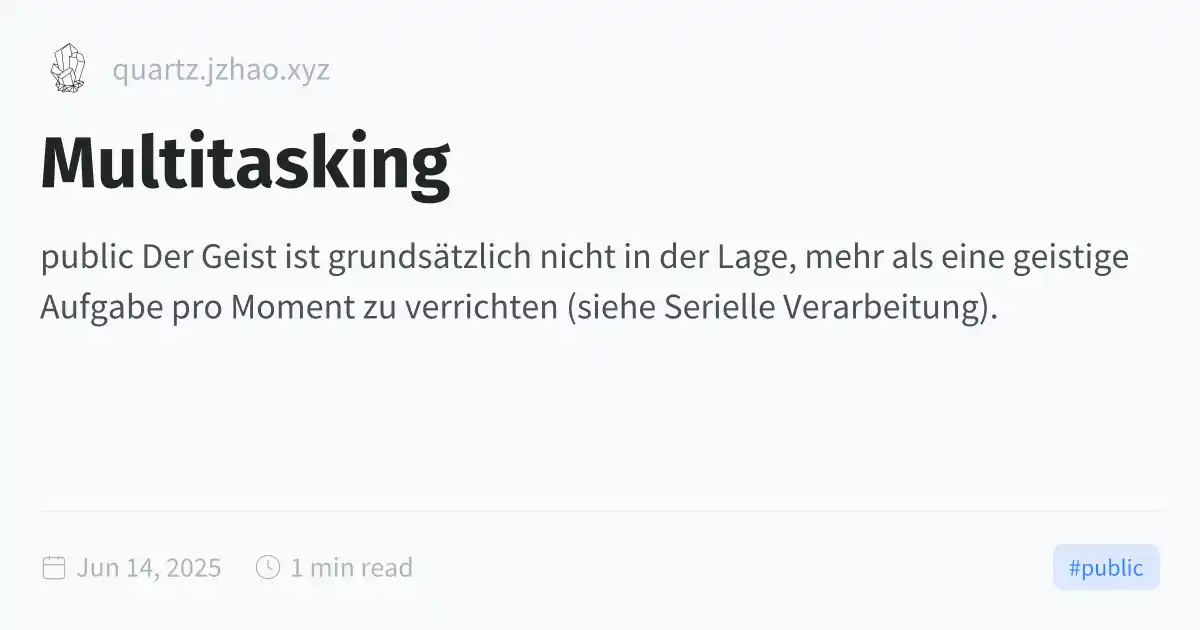 quartz.jzhao.xyz
Multitasking
public Der Geist ist grundsätzlich nicht in der Lage, mehr als eine geistige
Aufgabe pro Moment zu verrichten (siehe Serielle Verarbeitung).
Jun 14, 2025
1 min read
#public